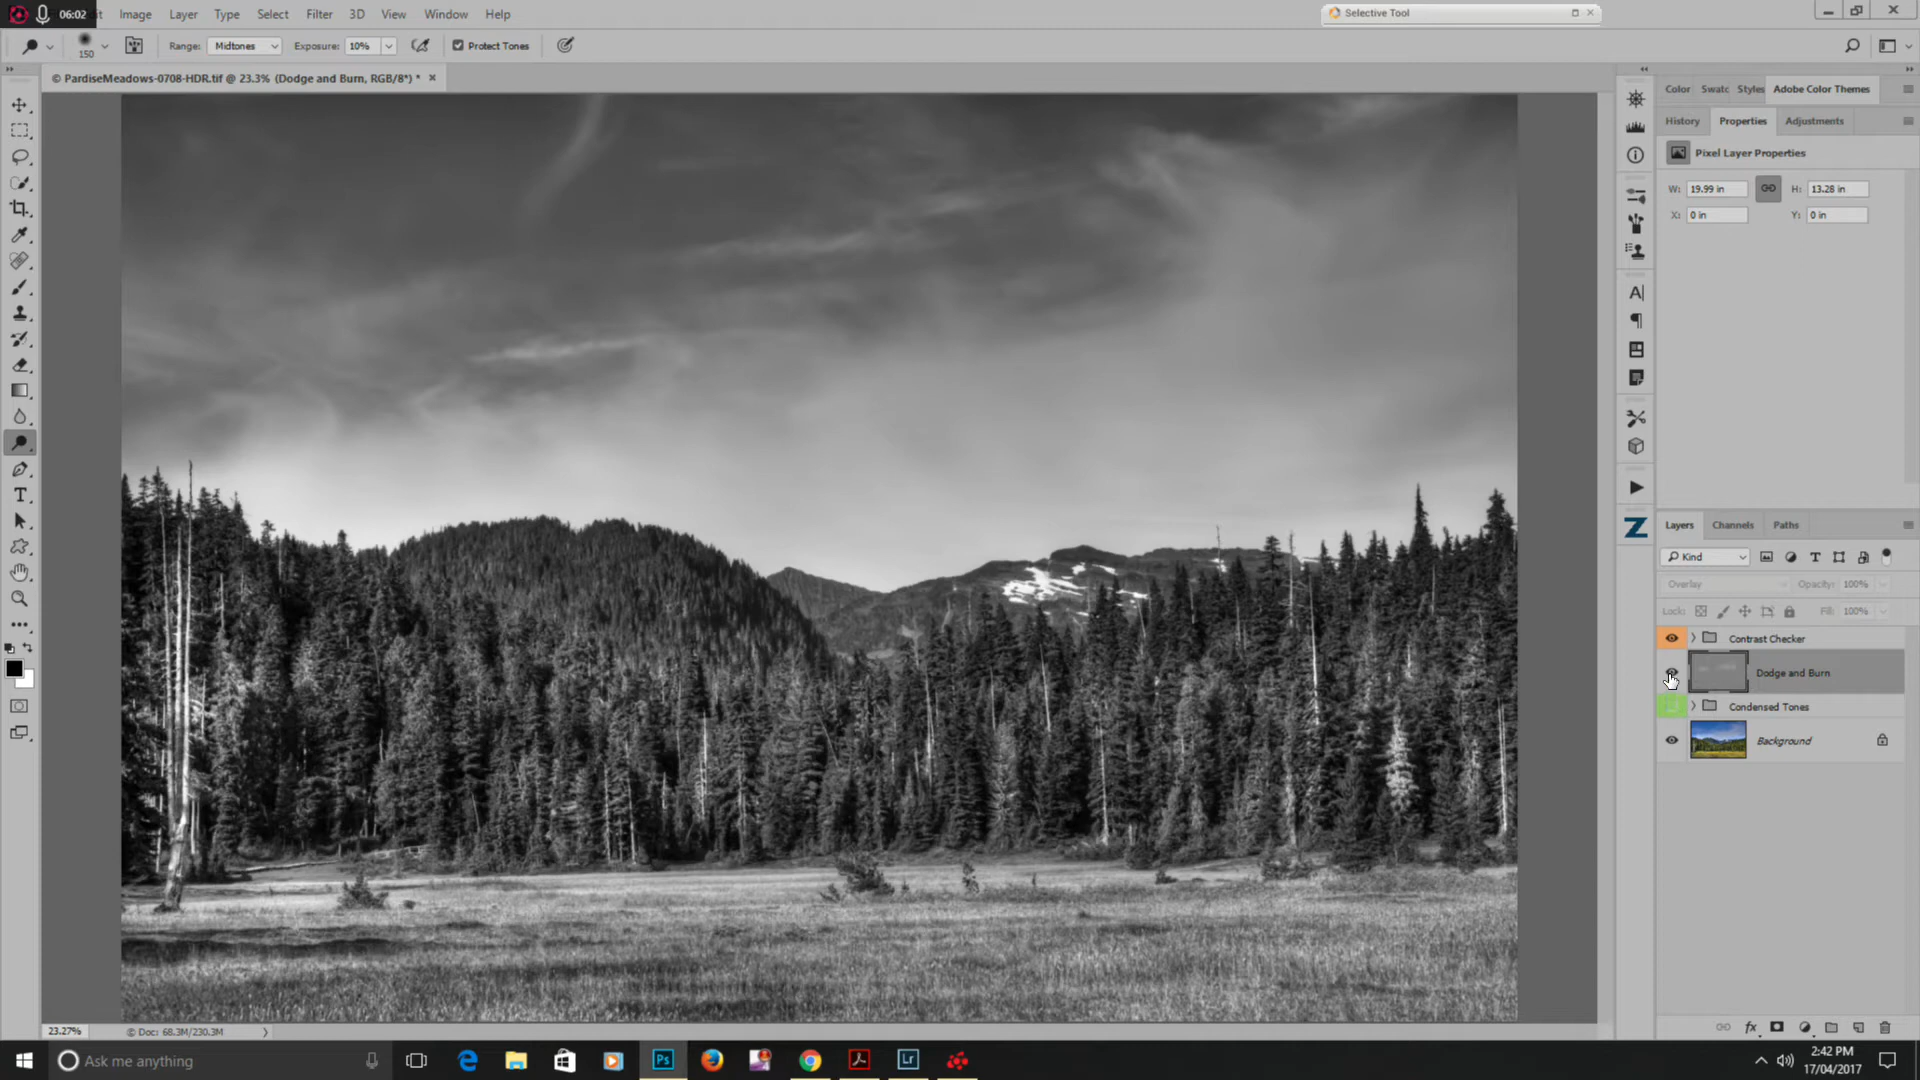 06:02
Image Layer Type Select Filter 3D View Window Help
Selective Tool
150
Range: Midtones Exposure: 10% Protect Tones
© PardiseMeadows-0708-HDR.tif @ 23.3% (Dodge and Burn, RGB/8*) *
Color Swatc Styles Adobe Color Themes
History Properties Adjustments
Pixel Layer Properties
W: 19.99 in H: 13.28 in
X: 0 in Y: 0 in
Layers Channels Paths
Kind
Overlay Opacity: 100%
Lock: Fill: 100%
Contrast Checker
Dodge and Burn
Condensed Tones
Background
23.27% © Doc: 68.3M/230.3M
Ask me anything
Ps
Lr
2:42 PM
17/04/2017